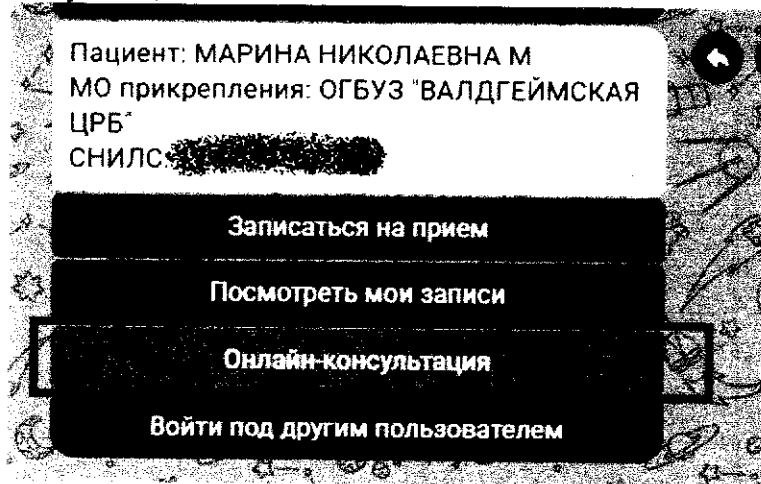 Пациент: МАРИНА НИКОЛАЕВНА М
МО прикрепления: ОГБУЗ "ВАЛДГЕЙМСКАЯ
ЦРБ"
СНИЛС:
Записаться на прием
Посмотреть мои записи
Онлайн-консультация
Войти под другим пользователем